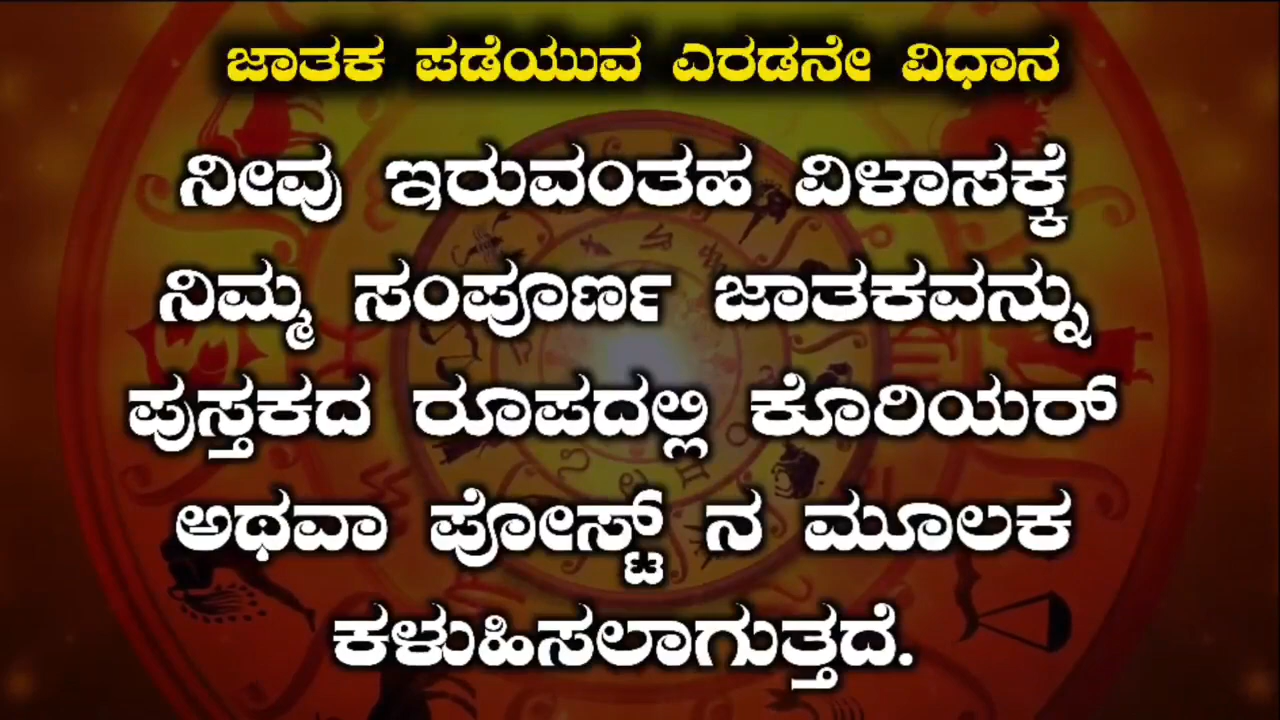 ಜಾತಕ ಪಡೆಯುವ ಎರಡನೇ ವಿಧಾನ
ನೀವು ಇರುವಂತಹ ವಿಳಾಸಕ್ಕೆ
ನಿಮ್ಮ ಸಂಪೂರ್ಣ ಜಾತಕವನ್ನು
ಪುಸ್ತಕದ ರೂಪದಲ್ಲಿ ಕೊರಿಯರ್
ಅಥವಾ ಪೋಸ್ಟ್ ನ ಮೂಲಕ
ಕಳುಹಿಸಲಾಗುತ್ತದೆ.